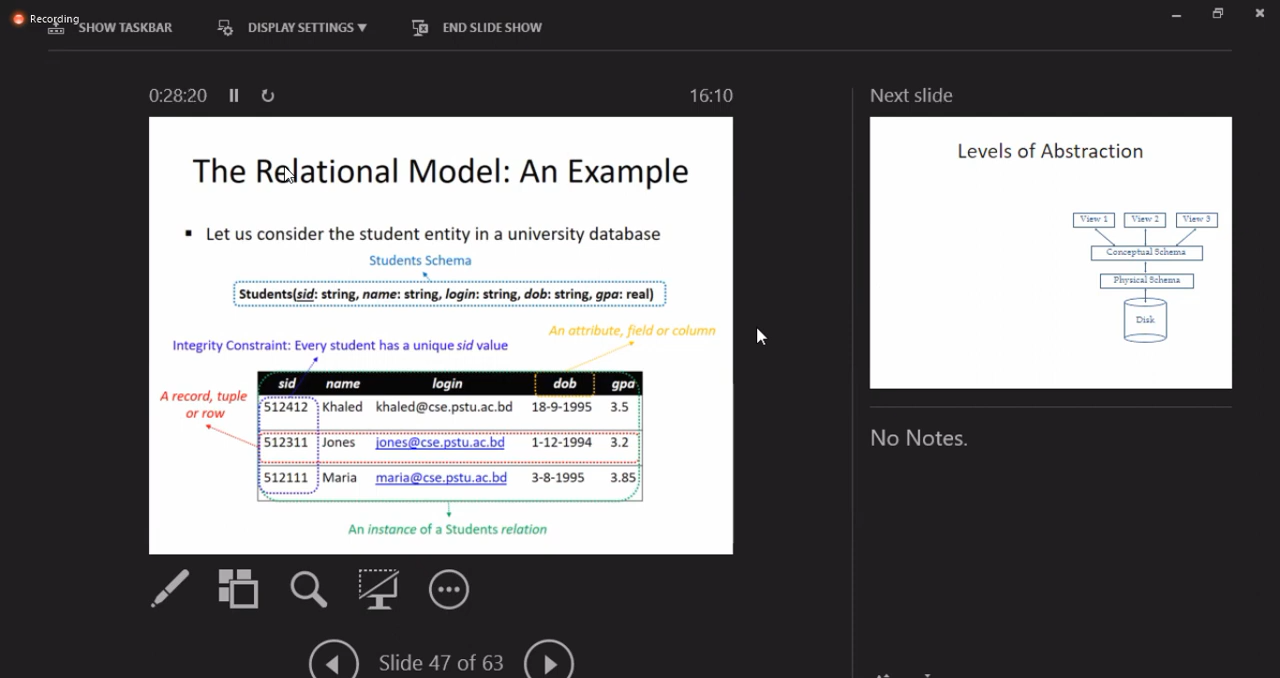 Recording
SHOW TASKBAR
DISPLAY SETTINGS
END SLIDE SHOW
0:28:20
16:10
The Relational Model: An Example
Let us consider the student entity in a university database
Students Schema
Students(sid: string, name: string, login: string, dob: string, gpa: real)
An attribute, field or column
Integrity Constraint: Every student has a unique sid value
A record, tuple
or row
sid name login dob gpa
512412 Khaled khaled@cse.pstu.ac.bd 18-9-1995 3.5
512311 Jones jones@cse.pstu.ac.bd 1-12-1994 3.2
512111 Maria maria@cse.pstu.ac.bd 3-8-1995 3.85
An instance of a Students relation
Slide 47 of 63
Next slide
Levels of Abstraction
View 1 View 2 View 3
Conceptual Schema
Physical Schema
Disk
No Notes.